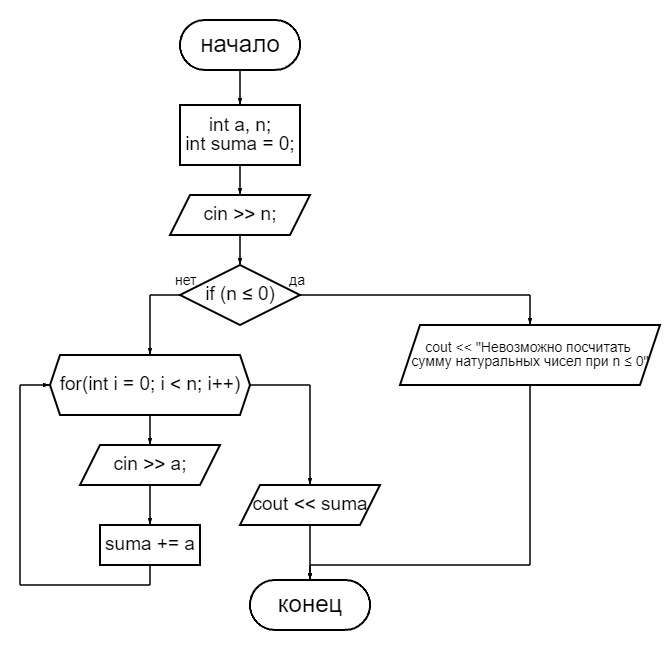 начало
int a, n;
int suma = 0;
cin >> n;
нет
да
if (n ≤ 0)
cout << "Невозможно посчитать
сумму натуральных чисел при n ≤ 0"
for(int i = 0; i < n; i++)
cin >> a;
cout << suma
suma += a
конец